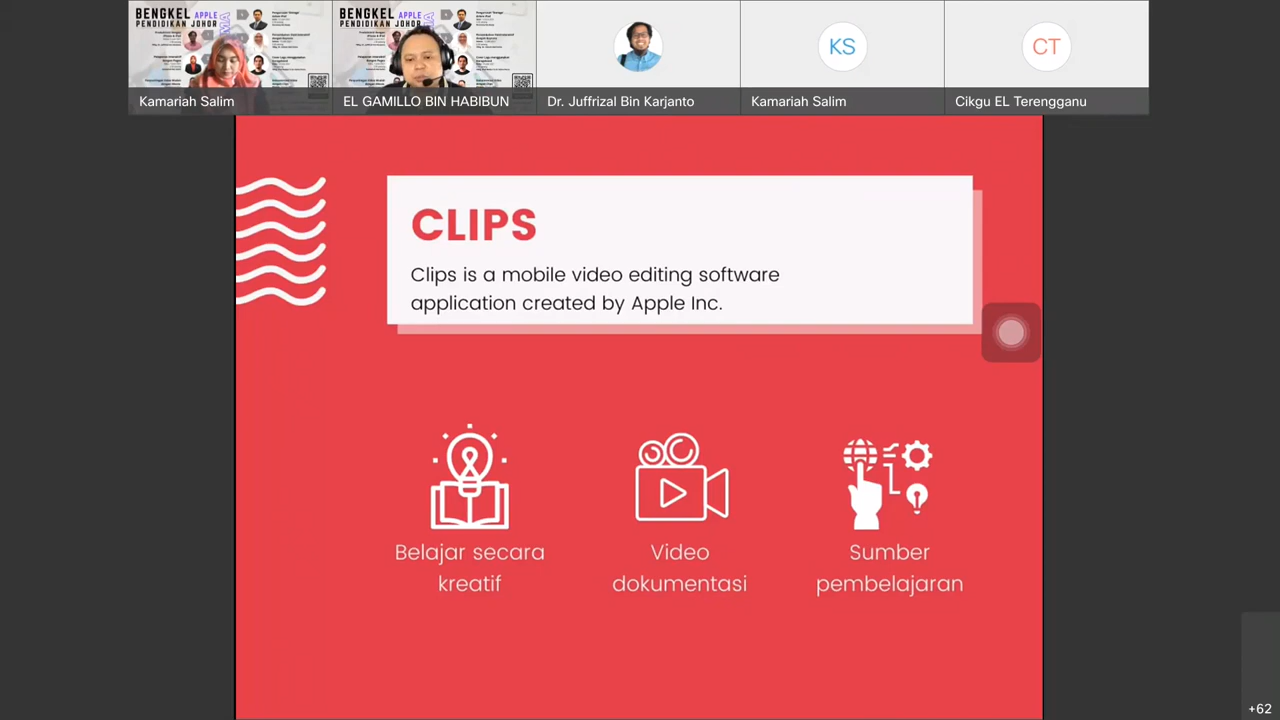 BENGKEL APPLE
PENDIDIKAN JOHOR
BENGKEL APPLE
PENDIDIKAN JOHOR
KS
CT
Kamariah Salim
EL GAMILLO BIN HABIBUN
Dr. Juffrizal Bin Karjanto
Kamariah Salim
Cikgu EL Terengganu
CLIPS
Clips is a mobile video editing software
application created by Apple Inc.
Belajar secara
kreatif
Video
dokumentasi
Sumber
pembelajaran
+62